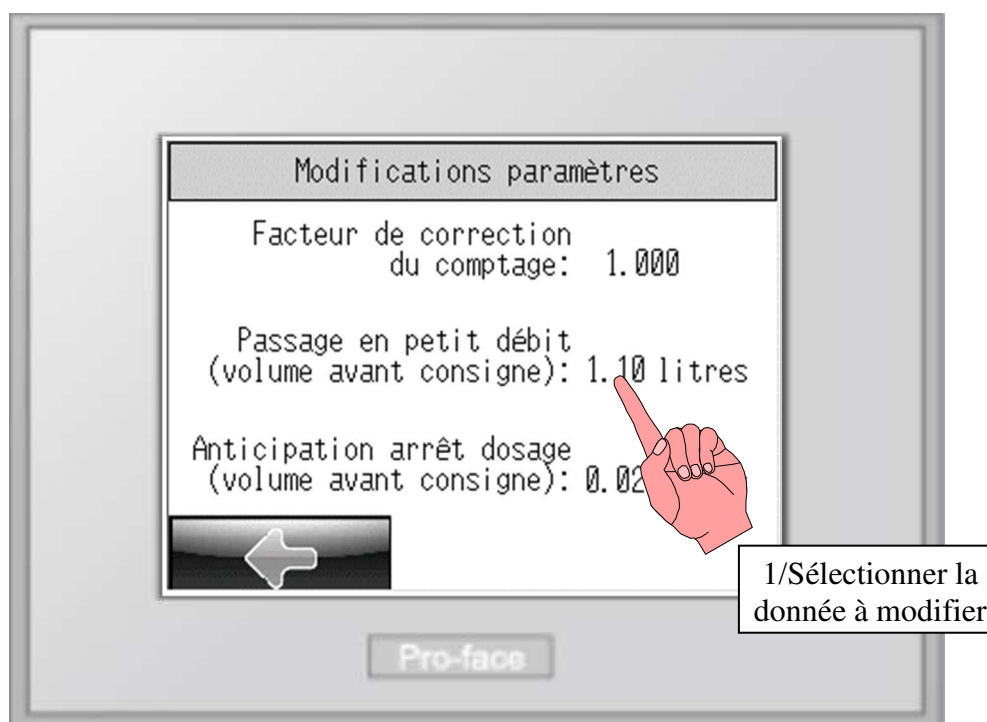 Modifications paramètres
Facteur de correction
du comptage: 1.000
Passage en petit débit
(volume avant consigne): 1.10 litres
Anticipation arrêt dosage
(volume avant consigne): 0.02
1/Sélectionner la
donnée à modifier
Pro-face